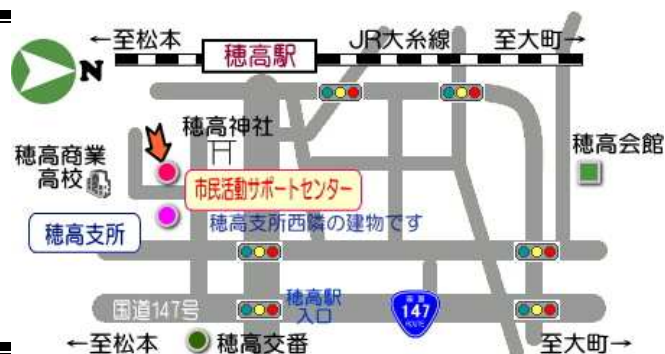 ←至松本
穂高駅
JR大糸線
至大町→
N
穂高神社
穂高商業
高校
穂高会館
市民活動サポートセンター
穂高支所
穂高支所西隣の建物です
国道147号
穂高駅
入口
147
ROUTE
←至松本
穂高交番
至大町→